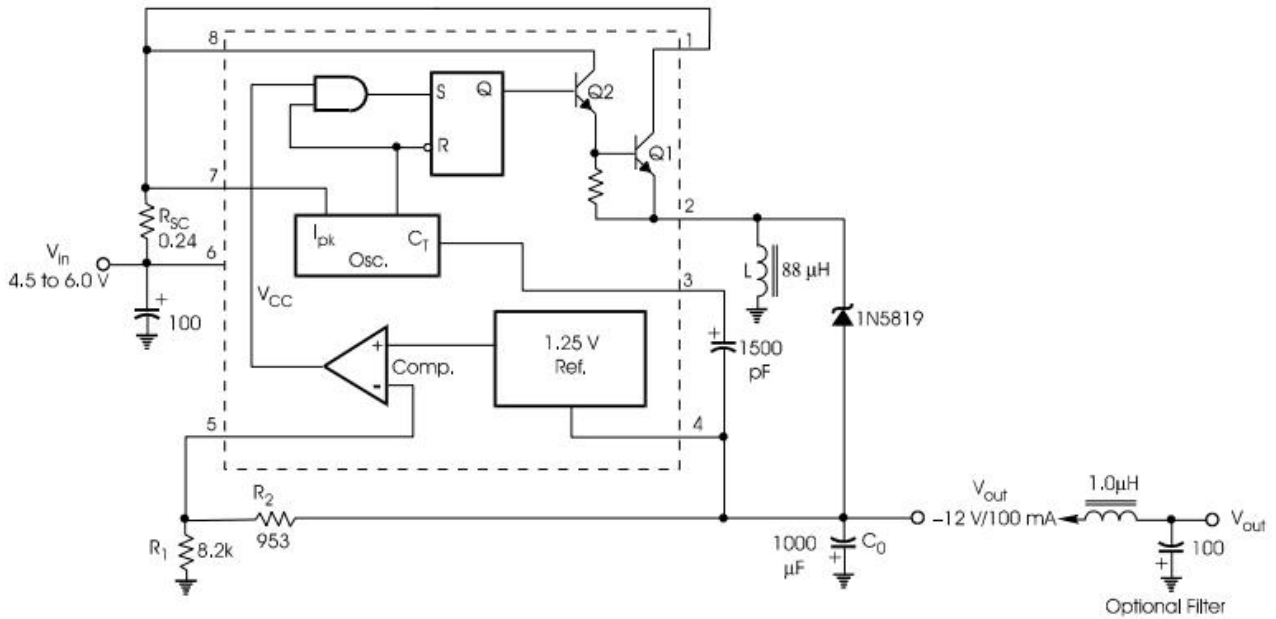 8
1
S
Q
Q2
R
Q1
7
2
R_SC
0.24
I_pk
C_T
Osc.
V_in
4.5 to 6.0 V
6
L
88 μH
3
V_CC
+
100
1N5819
1.25 V
Ref.
+
Comp.
-
+
1500
pF
5
4
R_2
953
R_1
8.2k
V_out
-12 V/100 mA
1.0μH
V_out
1000
μF
C_0
+
+
100
Optional Filter